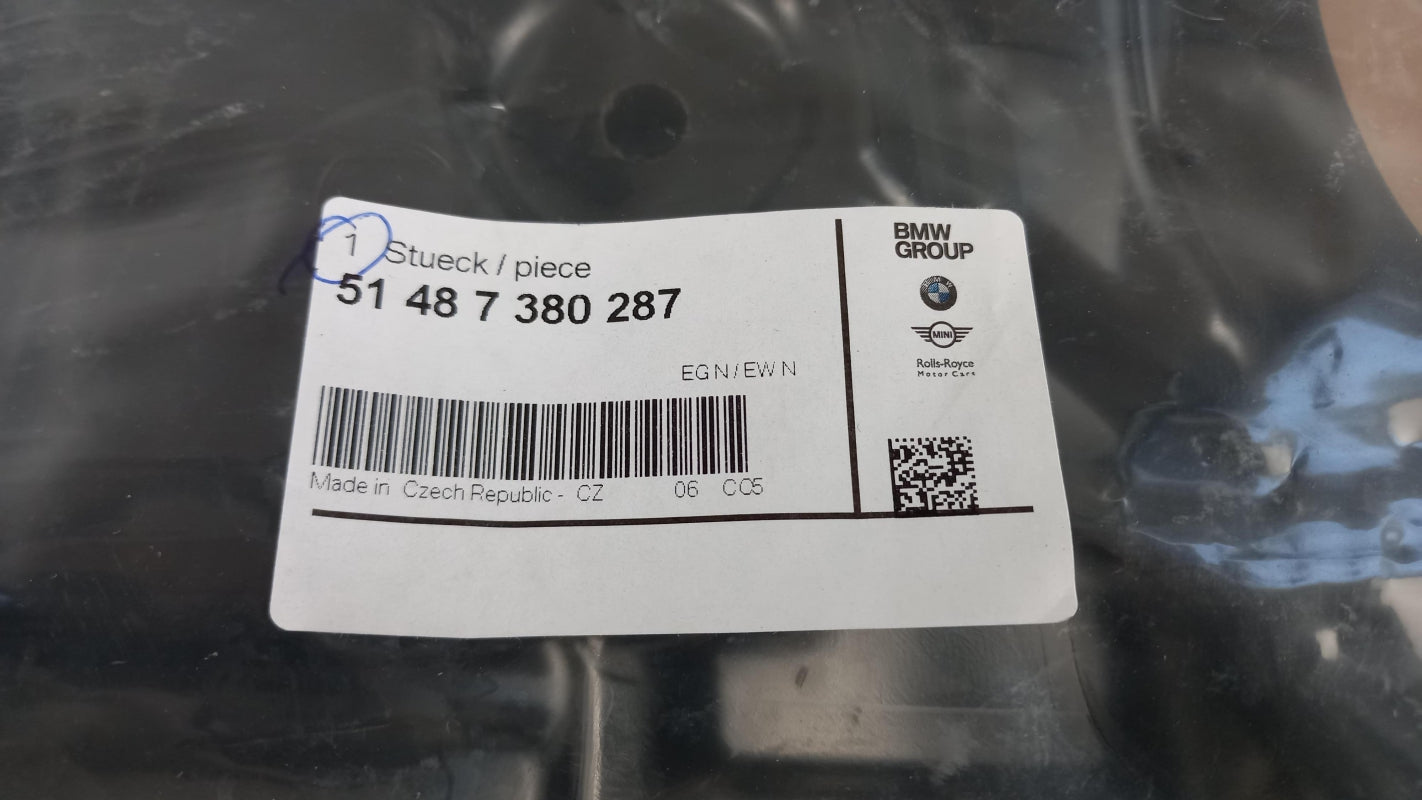 1 Stueck / piece
51 48 7 380 287
EG N / EW N
Made in Czech Republic - CZ 06 CC5
BMW
GROUP
BMW
MINI
Rolls-Royce
Motor Cars